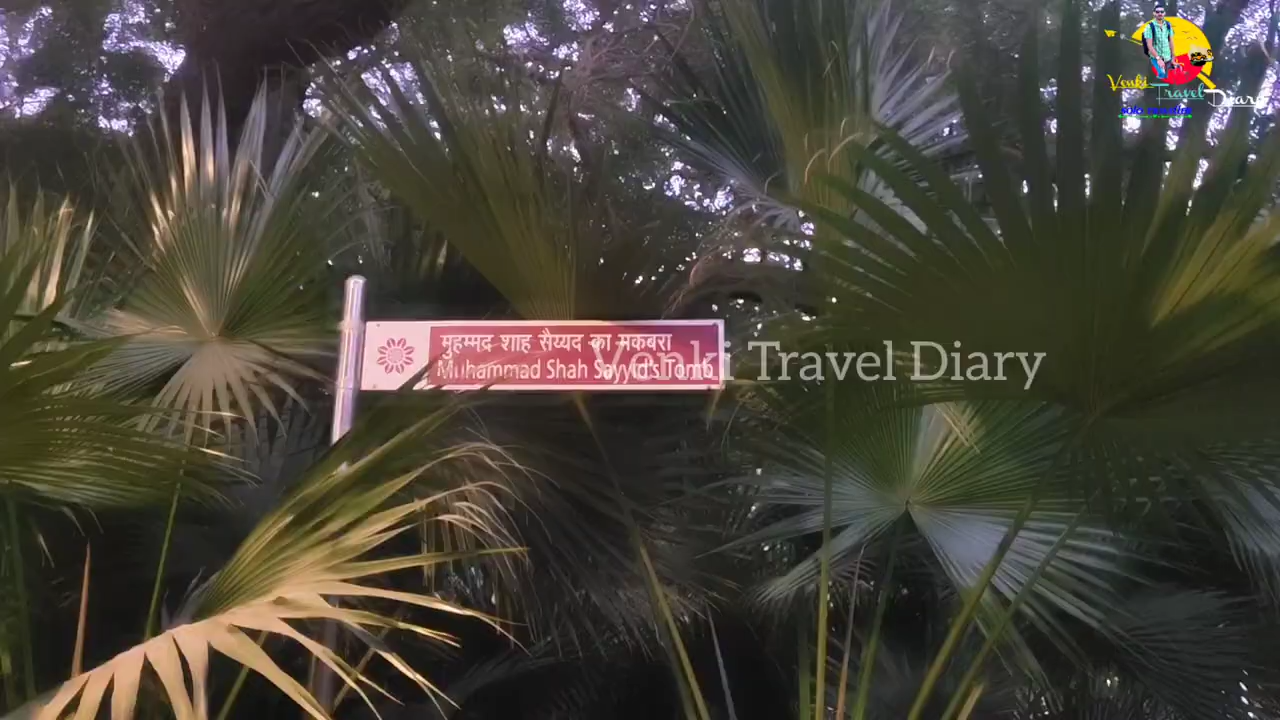 Venki
Travel
Diary
मुहम्मद शाह सैय्यद का मकबरा
Muhammad Shah Sayyid's Tomb
Venki Travel Diary